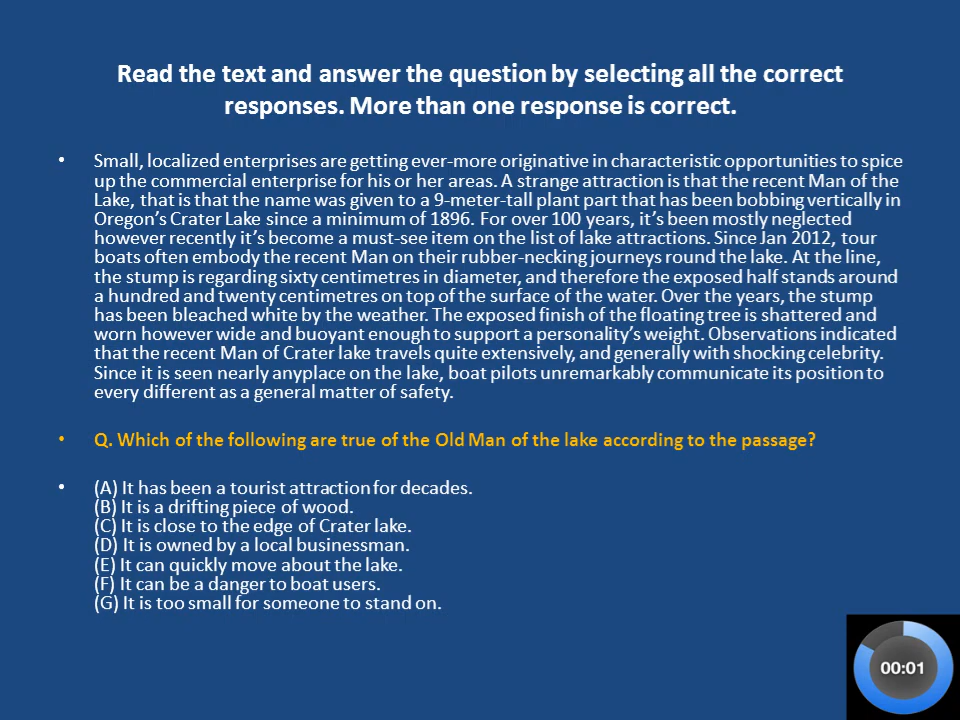 Read the text and answer the question by selecting all the correct
responses. More than one response is correct.
• Small, localized enterprises are getting ever-more originative in characteristic opportunities to spice
up the commercial enterprise for his or her areas. A strange attraction is that the recent Man of the
Lake, that is that the name was given to a 9-meter-tall plant part that has been bobbing vertically in
Oregon's Crater Lake since a minimum of 1896. For over 100 years, it's been mostly neglected
however recently it's become a must-see item on the list of lake attractions. Since Jan 2012, tour
boats often embody the recent Man on their rubber-necking journeys round the lake. At the line,
the stump is regarding sixty centimetres in diameter, and therefore the exposed half stands around
a hundred and twenty centimetres on top of the surface of the water. Over the years, the stump
has been bleached white by the weather. The exposed finish of the floating tree is shattered and
worn however wide and buoyant enough to support a personality's weight. Observations indicated
that the recent Man of Crater lake travels quite extensively, and generally with shocking celebrity.
Since it is seen nearly anyplace on the lake, boat pilots unremarkably communicate its position to
every different as a general matter of safety.
• Q. Which of the following are true of the Old Man of the lake according to the passage?
• (A) It has been a tourist attraction for decades.
(B) It is a drifting piece of wood.
(C) It is close to the edge of Crater lake.
(D) It is owned by a local businessman.
(E) It can quickly move about the lake.
(F) It can be a danger to boat users.
(G) It is too small for someone to stand on.
00:01